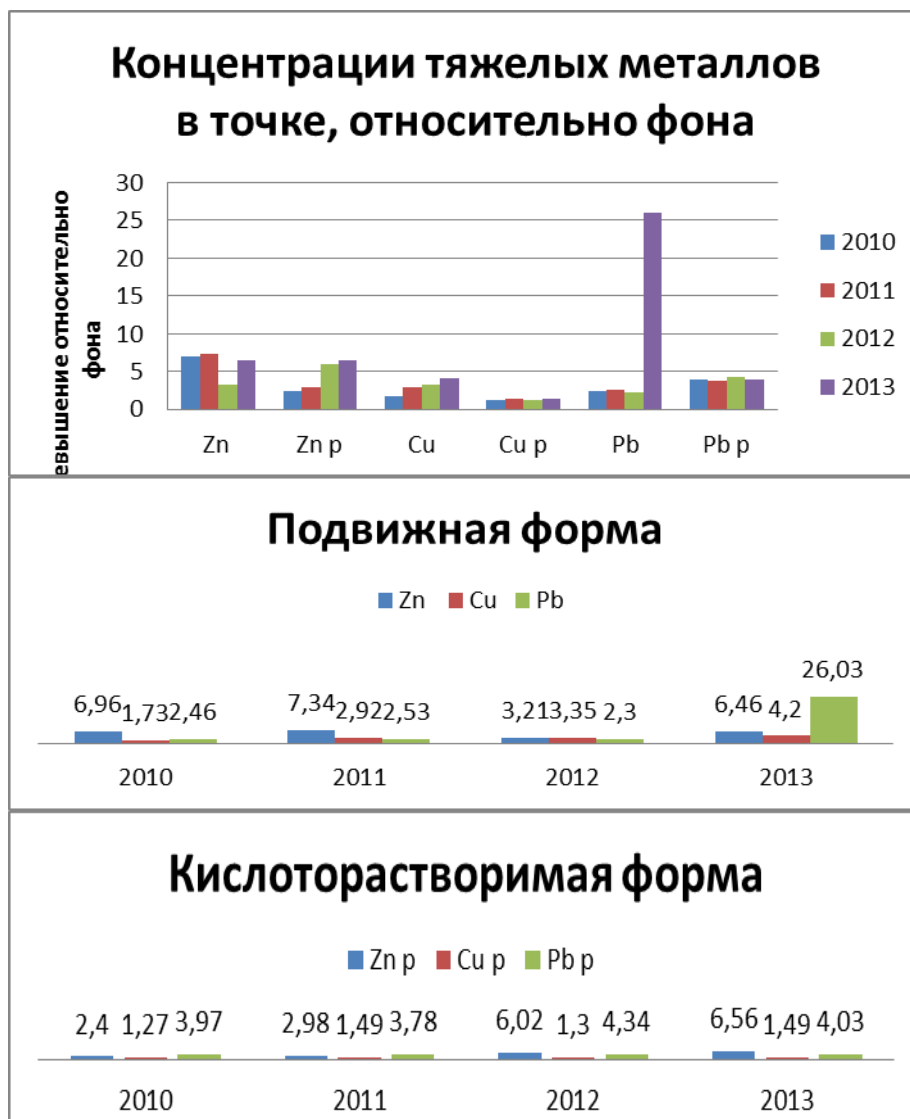 Концентрации тяжелых металлов
в точке, относительно фона
евышение относительно
фона
30
25
20
15
10
5
0
Zn Zn p Cu Cu p Pb Pb p
2010
2011
2012
2013
Подвижная форма
Zn Cu Pb
6,96 1,73 2,46 7,34 2,92 2,53 3,21 3,35 2,3 6,46 4,2 26,03
2010 2011 2012 2013
Кислоторастворимая форма
Zn p Cu p Pb p
2,4 1,27 3,97 2,98 1,49 3,78 6,02 1,3 4,34 6,56 1,49 4,03
2010 2011 2012 2013